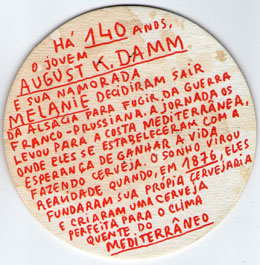 HÁ 140 ANOS,
O JOVEM
AUGUST K. DAMM
E SUA NAMORADA
MELANIE DECIDIRAM SAIR
DA ALSACIA PARA FUGIR DA GUERRA
FRANCO-PRUSSIANA. A JORNADA OS
LEVOU PARA A COSTA MEDITERRÂNEA,
ONDE ELES SE ESTABELECERAM COM A
ESPERANÇA DE GANHAR A VIDA
FAZENDO CERVEJA. O SONHO VIROU
REALIDADE QUANDO, EM 1876, ELES
FUNDARAM SUA PRÓPRIA CERVEJARIA
E CRIARAM UMA CERVEJA
PERFEITA PARA O CLIMA
QUENTE DO
MEDITERRÂNEO